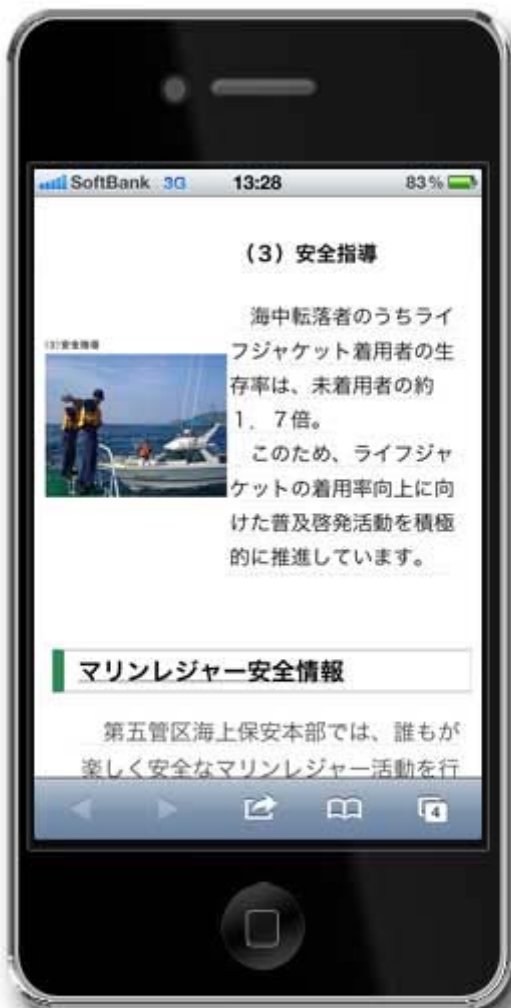 SoftBank 3G 13:28 83%
(3)安全指導
(3)安全指導
　海中転落者のうちライ
フジャケット着用者の生
存率は、未着用者の約
１．７倍。
　このため、ライフジャ
ケットの着用率向上に向
けた普及啓発活動を積極
的に推進しています。
マリンレジャー安全情報
　第五管区海上保安本部では、誰もが
楽しく安全なマリンレジャー活動を行
4